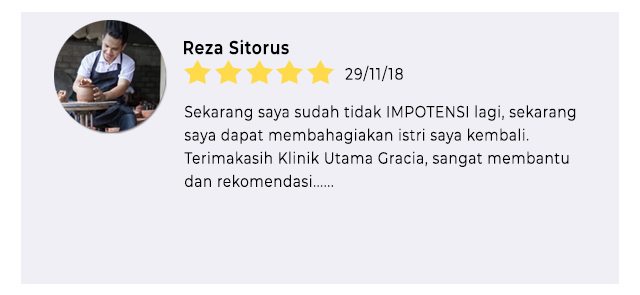 Reza Sitorus
29/11/18
Sekarang saya sudah tidak IMPOTENSI lagi, sekarang
saya dapat membahagiakan istri saya kembali.
Terimakasih Klinik Utama Gracia, sangat membantu
dan rekomendasi......